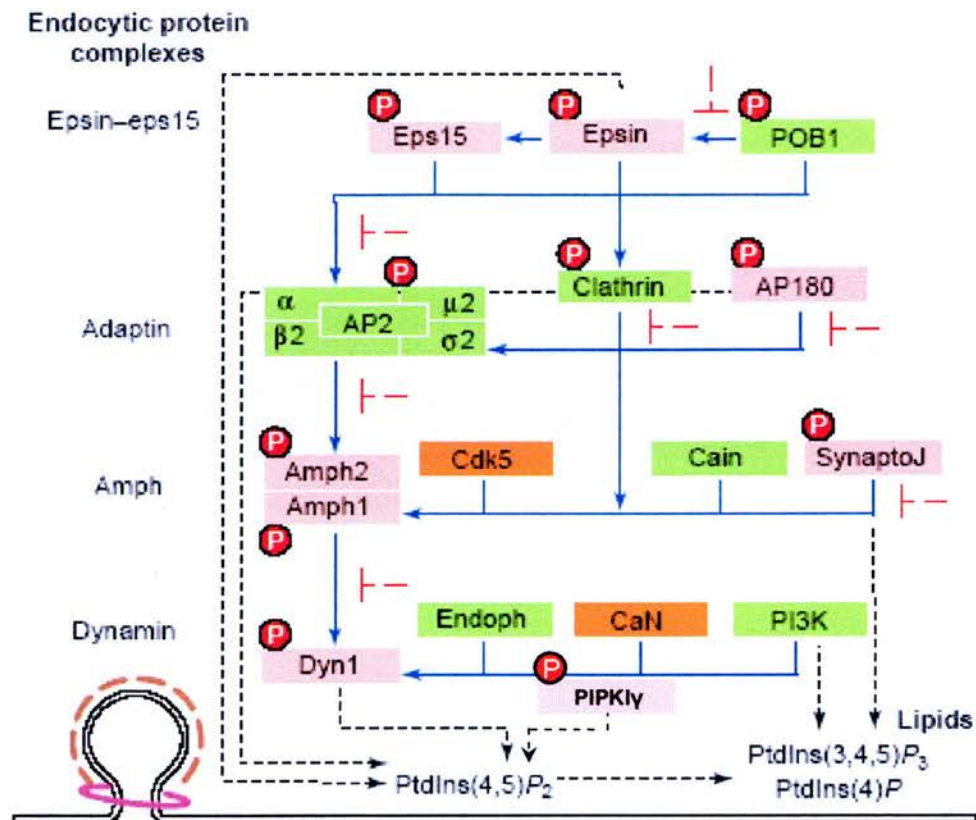 Endocytic protein
complexes
Epsin–eps15
P
P
P
Eps15
Epsin
POB1
P
P
P
Clathrin
AP180
α
μ2
AP2
β2
σ2
Adaptin
P
P
Amph2
Cdk5
Cain
SynaptoJ
Amph
Amph1
P
Dynamin
P
Endoph
CaN
PI3K
Dyn1
P
PIPKIγ
Lipids
PtdIns(4,5)P₂
PtdIns(3,4,5)P₃
PtdIns(4)P